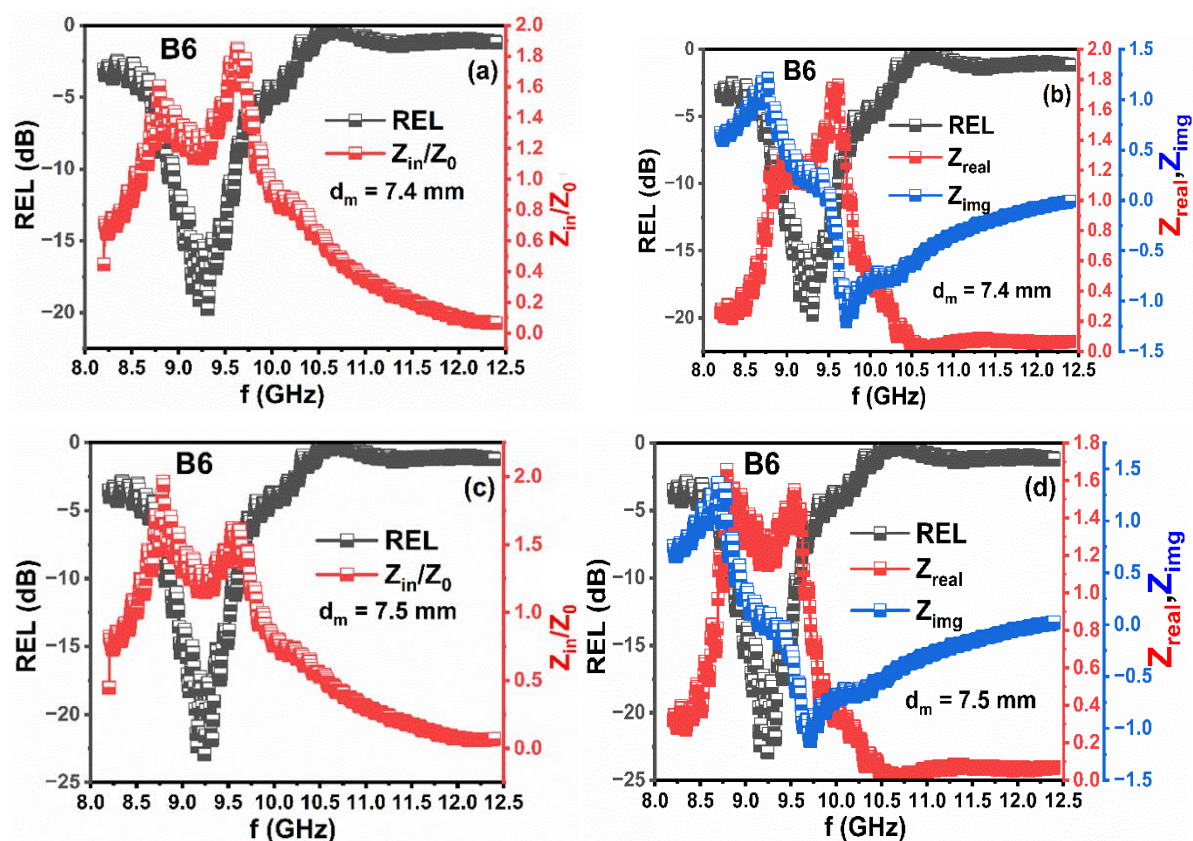 B6
(a)
REL
Z_in/Z_0
d_m = 7.4 mm
REL (dB)
0
−5
−10
−15
−20
Z_in/Z_0
2.0
1.8
1.6
1.4
1.2
1.0
0.8
0.6
0.4
0.2
0.0
8.0 8.5 9.0 9.5 10.0 10.5 11.0 11.5 12.0 12.5
f (GHz)
B6
(b)
REL
Z_real
Z_img
d_m = 7.4 mm
REL (dB)
0
−5
−10
−15
−20
2.0
1.8
1.6
1.4
1.2
1.0
0.8
0.6
0.4
0.2
0.0
1.5
1.0
0.5
0.0
−0.5
−1.0
−1.5
Z_real,Z_img
8.0 8.5 9.0 9.5 10.0 10.5 11.0 11.5 12.0 12.5
f (GHz)
B6
(c)
REL
Z_in/Z_0
d_m = 7.5 mm
REL (dB)
0
−5
−10
−15
−20
−25
Z_in/Z_0
2.0
1.5
1.0
0.5
0.0
8.0 8.5 9.0 9.5 10.0 10.5 11.0 11.5 12.0 12.5
f (GHz)
B6
(d)
REL
Z_real
Z_img
d_m = 7.5 mm
REL (dB)
0
−5
−10
−15
−20
−25
1.8
1.6
1.4
1.2
1.0
0.8
0.6
0.4
0.2
0.0
1.5
1.0
0.5
0.0
−0.5
−1.0
−1.5
Z_real,Z_img
8.0 8.5 9.0 9.5 10.0 10.5 11.0 11.5 12.0 12.5
f (GHz)